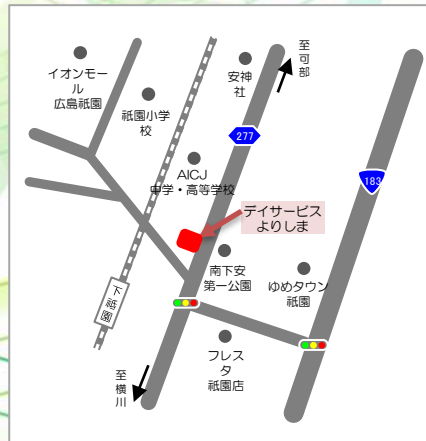 至
可
部
イオンモー
ル
広島祇園
安神
社
祇園小学
校
277
183
AICJ
中学・高等学校
デイサービス
よりしま
南下安
第一公園
ゆめタウン
祇園
下祇園
フレス
タ
祇園店
至
横
川